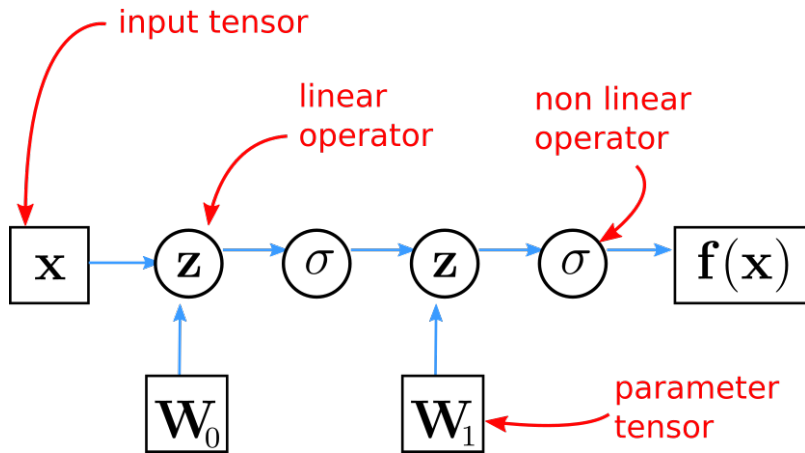 input tensor
linear
operator
non linear
operator
x
z
σ
z
σ
f(x)
W₀
W₁
parameter
tensor